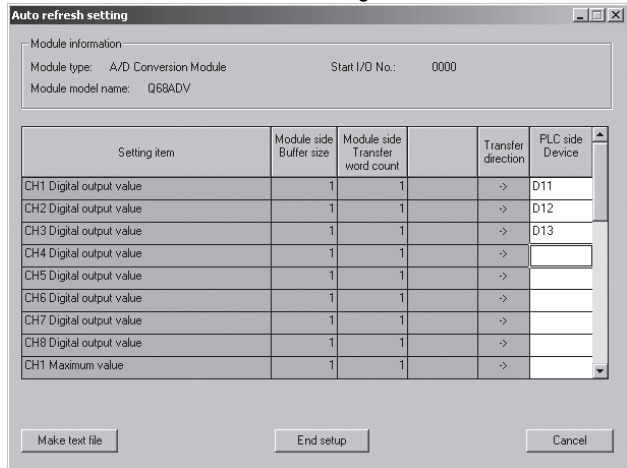 Auto refresh setting
Module information
Module type: A/D Conversion Module Start I/O No.: 0000
Module model name: Q68ADV
Setting item Module side Buffer size Module side Transfer word count Transfer direction PLC side Device
CH1 Digital output value 1 1 -> D11
CH2 Digital output value 1 1 -> D12
CH3 Digital output value 1 1 -> D13
CH4 Digital output value 1 1 ->
CH5 Digital output value 1 1 ->
CH6 Digital output value 1 1 ->
CH7 Digital output value 1 1 ->
CH8 Digital output value 1 1 ->
CH1 Maximum value 1 1 ->
Make text file End setup Cancel